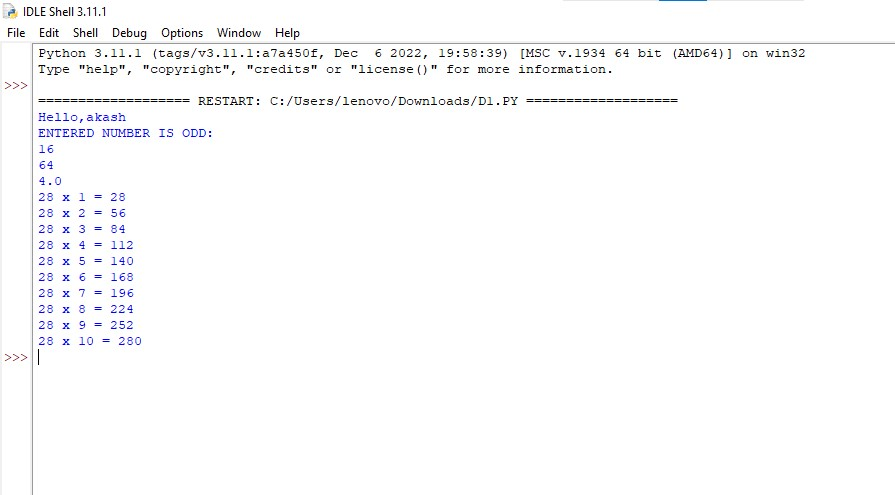 IDLE Shell 3.11.1
File Edit Shell Debug Options Window Help
Python 3.11.1 (tags/v3.11.1:a7a450f, Dec  6 2022, 19:58:39) [MSC v.1934 64 bit (AMD64)] on win32
Type "help", "copyright", "credits" or "license()" for more information.
>>>
=================== RESTART: C:/Users/lenovo/Downloads/D1.PY ===================
Hello,akash
ENTERED NUMBER IS ODD:
16
64
4.0
28 x 1 = 28
28 x 2 = 56
28 x 3 = 84
28 x 4 = 112
28 x 5 = 140
28 x 6 = 168
28 x 7 = 196
28 x 8 = 224
28 x 9 = 252
28 x 10 = 280
>>>